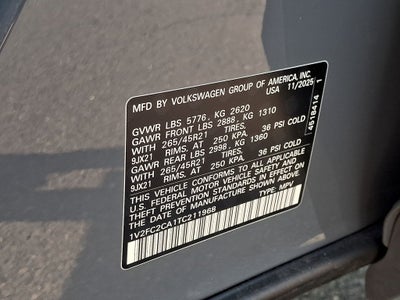 MFD BY VOLKSWAGEN GROUP OF AMERICA, INC.
USA 11/2025
GVWR LBS 5776, KG 2620
GAWR FRONT LBS 2888, KG 1310
WITH 265/45R21 TIRES,
9JX21 RIMS. AT 250 KPA, 36 PSI COLD
GAWR REAR LBS 2998, KG 1360
WITH 265/45R21 TIRES,
9JX21 RIMS. AT 250 KPA, 36 PSI COLD
THIS VEHICLE CONFORMS TO ALL APPLICABLE
U.S. FEDERAL MOTOR VEHICLE SAFETY AND
THEFT PREVENTION STANDARDS IN EFFECT ON
THE DATE OF MANUFACTURE SHOWN ABOVE.
1V2FC2CA1TC211968 TYPE: MPV
4518414 1